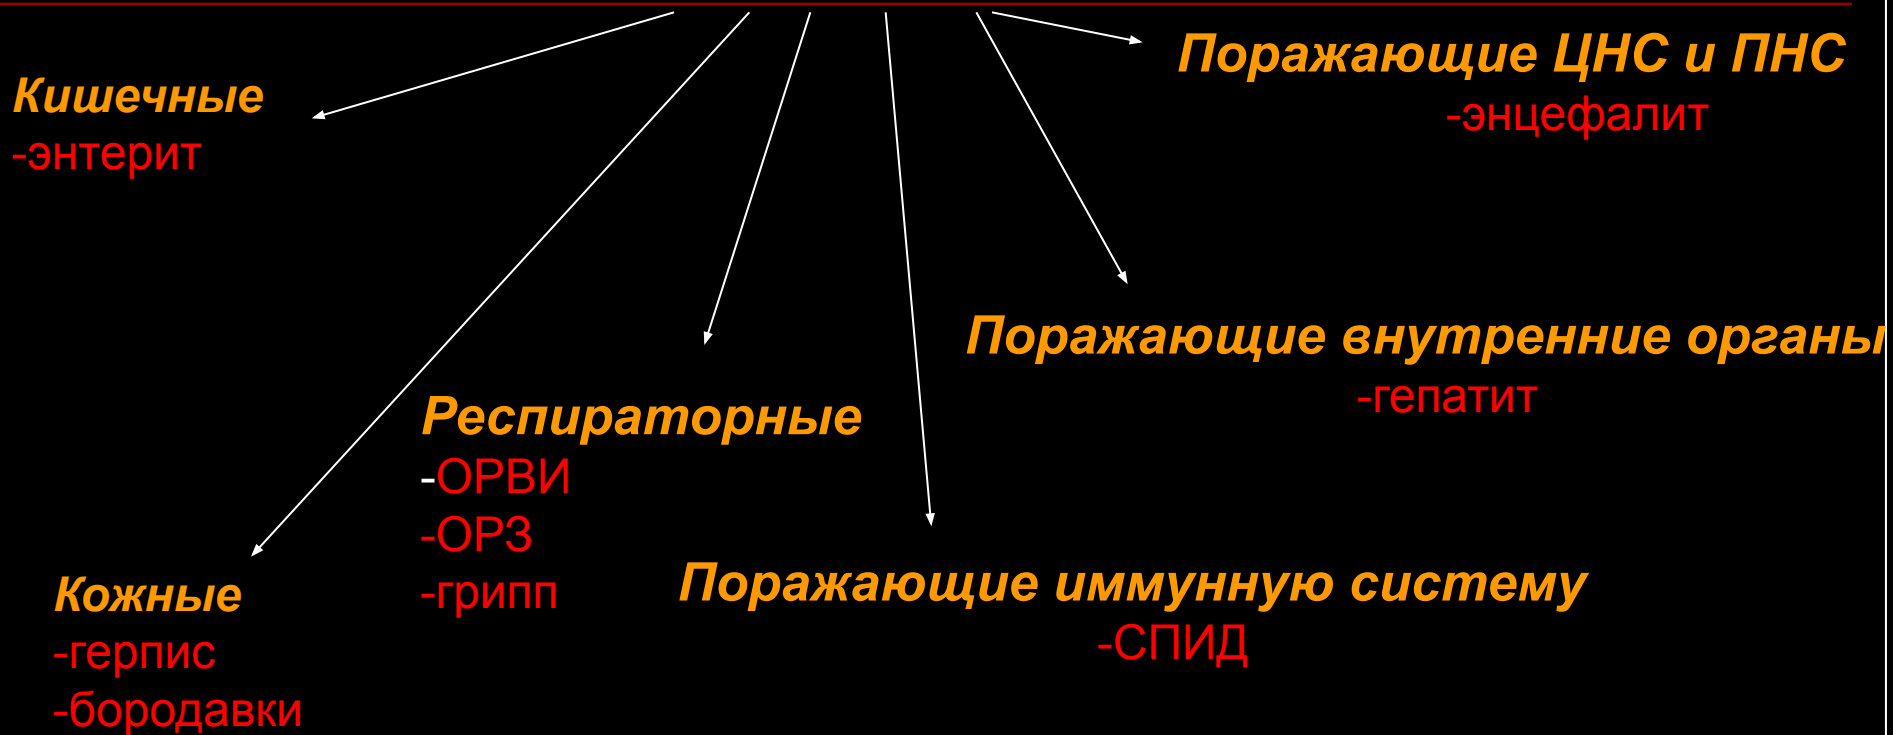 Кишечные
-энтерит
Поражающие ЦНС и ПНС
-энцефалит
Поражающие внутренние органы
-гепатит
Респираторные
-ОРВИ
-ОРЗ
-грипп
Поражающие иммунную систему
-СПИД
Кожные
-герпис
-бородавки